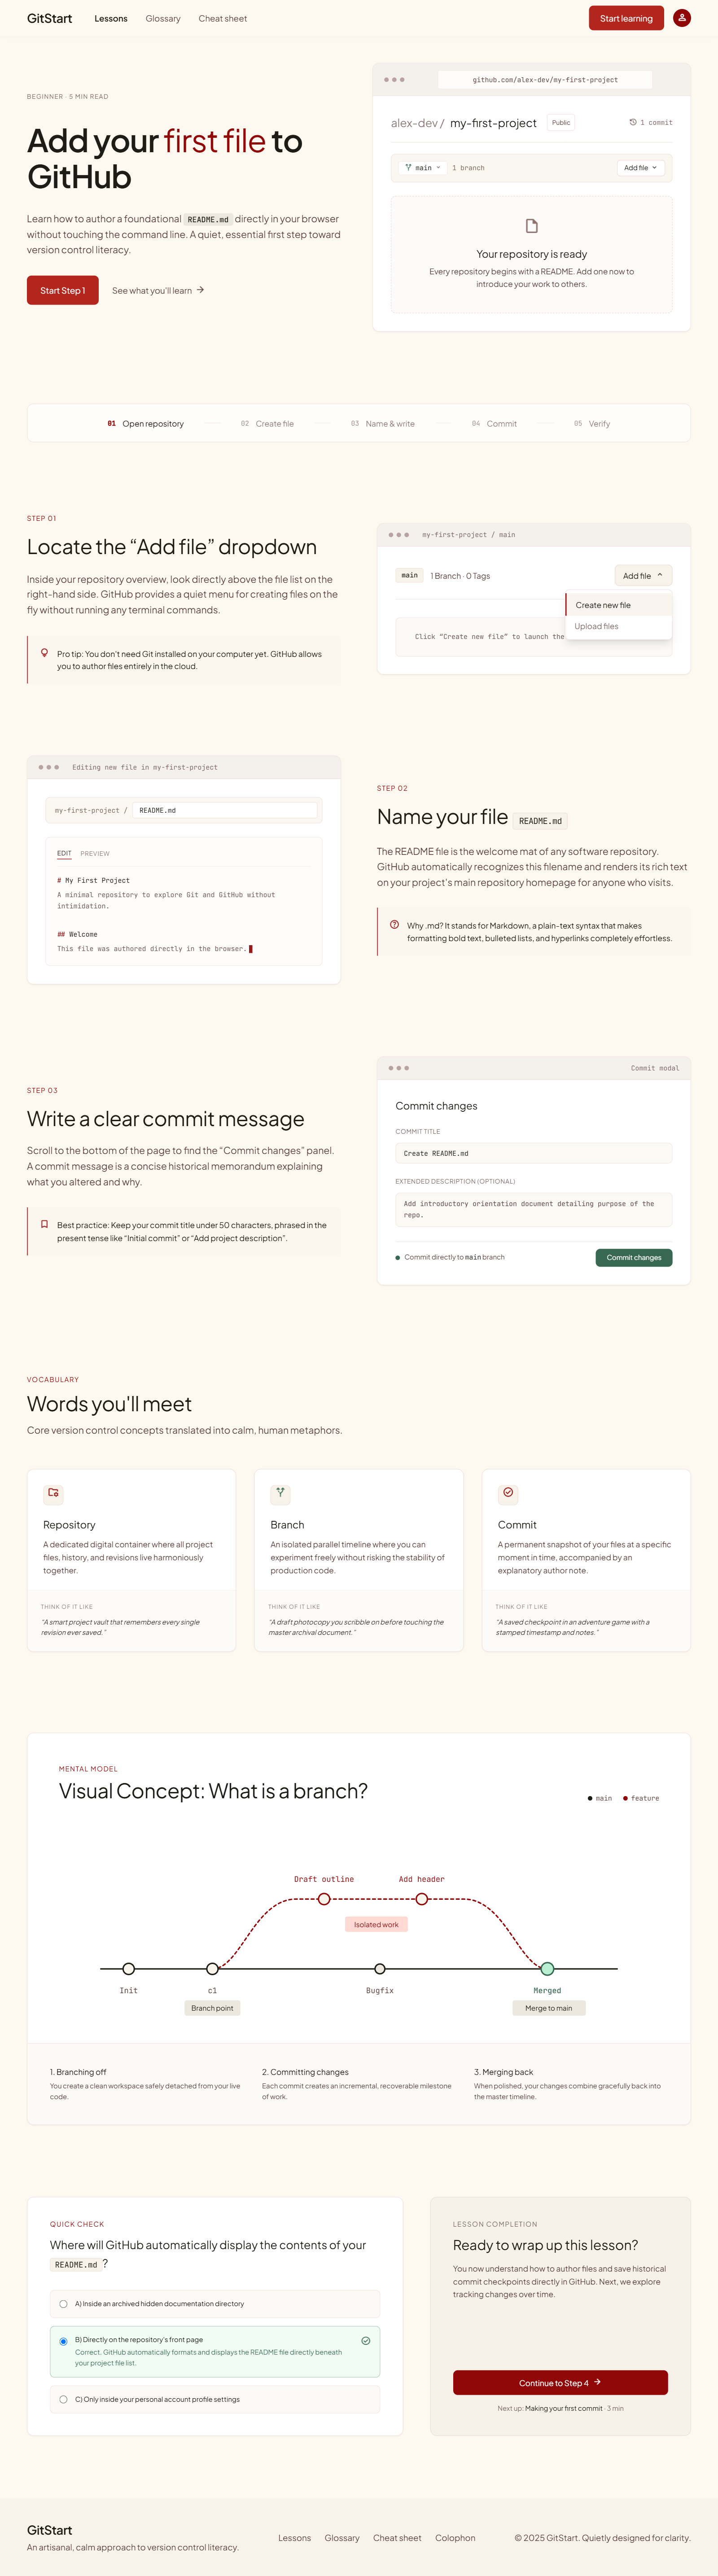 GitStart
Lessons
Glossary
Cheat sheet
Start learning
BEGINNER · 5 MIN READ
Add your first file to
GitHub
Learn how to author a foundational README.md directly in your browser
without touching the command line. A quiet, essential first step toward
version control literacy.
Start Step 1
See what you'll learn →
github.com/alex-dev/my-first-project
alex-dev / my-first-project
Public
1 commit
main
1 branch
Add file
Your repository is ready
Every repository begins with a README. Add one now to
introduce your work to others.
01 Open repository
02 Create file
03 Name & write
04 Commit
05 Verify
STEP 01
Locate the “Add file” dropdown
Inside your repository overview, look directly above the file list on the
right-hand side. GitHub provides a quiet menu for creating files on the
fly without running any terminal commands.
Pro tip: You don't need Git installed on your computer yet. GitHub allows
you to author files entirely in the cloud.
my-first-project / main
main
1 Branch · 0 Tags
Add file
Create new file
Upload files
Click “Create new file” to launch the
Editing new file in my-first-project
my-first-project /
README.md
EDIT
PREVIEW
# My First Project
A minimal repository to explore Git and GitHub without
intimidation.
## Welcome
This file was authored directly in the browser.
STEP 02
Name your file README.md
The README file is the welcome mat of any software repository.
GitHub automatically recognizes this filename and renders its rich text
on your project's main repository homepage for anyone who visits.
Why .md? It stands for Markdown, a plain-text syntax that makes
formatting bold text, bulleted lists, and hyperlinks completely effortless.
STEP 03
Write a clear commit message
Scroll to the bottom of the page to find the “Commit changes” panel.
A commit message is a concise historical memorandum explaining
what you altered and why.
Best practice: Keep your commit title under 50 characters, phrased in the
present tense like “Initial commit” or “Add project description”.
Commit modal
Commit changes
COMMIT TITLE
Create README.md
EXTENDED DESCRIPTION (OPTIONAL)
Add introductory orientation document detailing purpose of the
repo.
Commit directly to main branch
Commit changes
VOCABULARY
Words you'll meet
Core version control concepts translated into calm, human metaphors.
Repository
A dedicated digital container where all project
files, history, and revisions live harmoniously
together.
THINK OF IT LIKE
“A smart project vault that remembers every single
revision ever saved.”
Branch
An isolated parallel timeline where you can
experiment freely without risking the stability of
production code.
THINK OF IT LIKE
“A draft photocopy you scribble on before touching the
master archival document.”
Commit
A permanent snapshot of your files at a specific
moment in time, accompanied by an
explanatory author note.
THINK OF IT LIKE
“A saved checkpoint in an adventure game with a
stamped timestamp and notes.”
MENTAL MODEL
Visual Concept: What is a branch?
main
feature
Draft outline
Add header
Isolated work
Init
c1
Bugfix
Merged
Branch point
Merge to main
1. Branching off
You create a clean workspace safely detached from your live
code.
2. Committing changes
Each commit creates an incremental, recoverable milestone
of work.
3. Merging back
When polished, your changes combine gracefully back into
the master timeline.
QUICK CHECK
Where will GitHub automatically display the contents of your
README.md ?
A) Inside an archived hidden documentation directory
B) Directly on the repository's front page
Correct. GitHub automatically formats and displays the README file directly beneath
your project file list.
C) Only inside your personal account profile settings
LESSON COMPLETION
Ready to wrap up this lesson?
You now understand how to author files and save historical
commit checkpoints directly in GitHub. Next, we explore
tracking changes over time.
Continue to Step 4 →
Next up: Making your first commit · 3 min
GitStart
An artisanal, calm approach to version control literacy.
Lessons
Glossary
Cheat sheet
Colophon
© 2025 GitStart. Quietly designed for clarity.